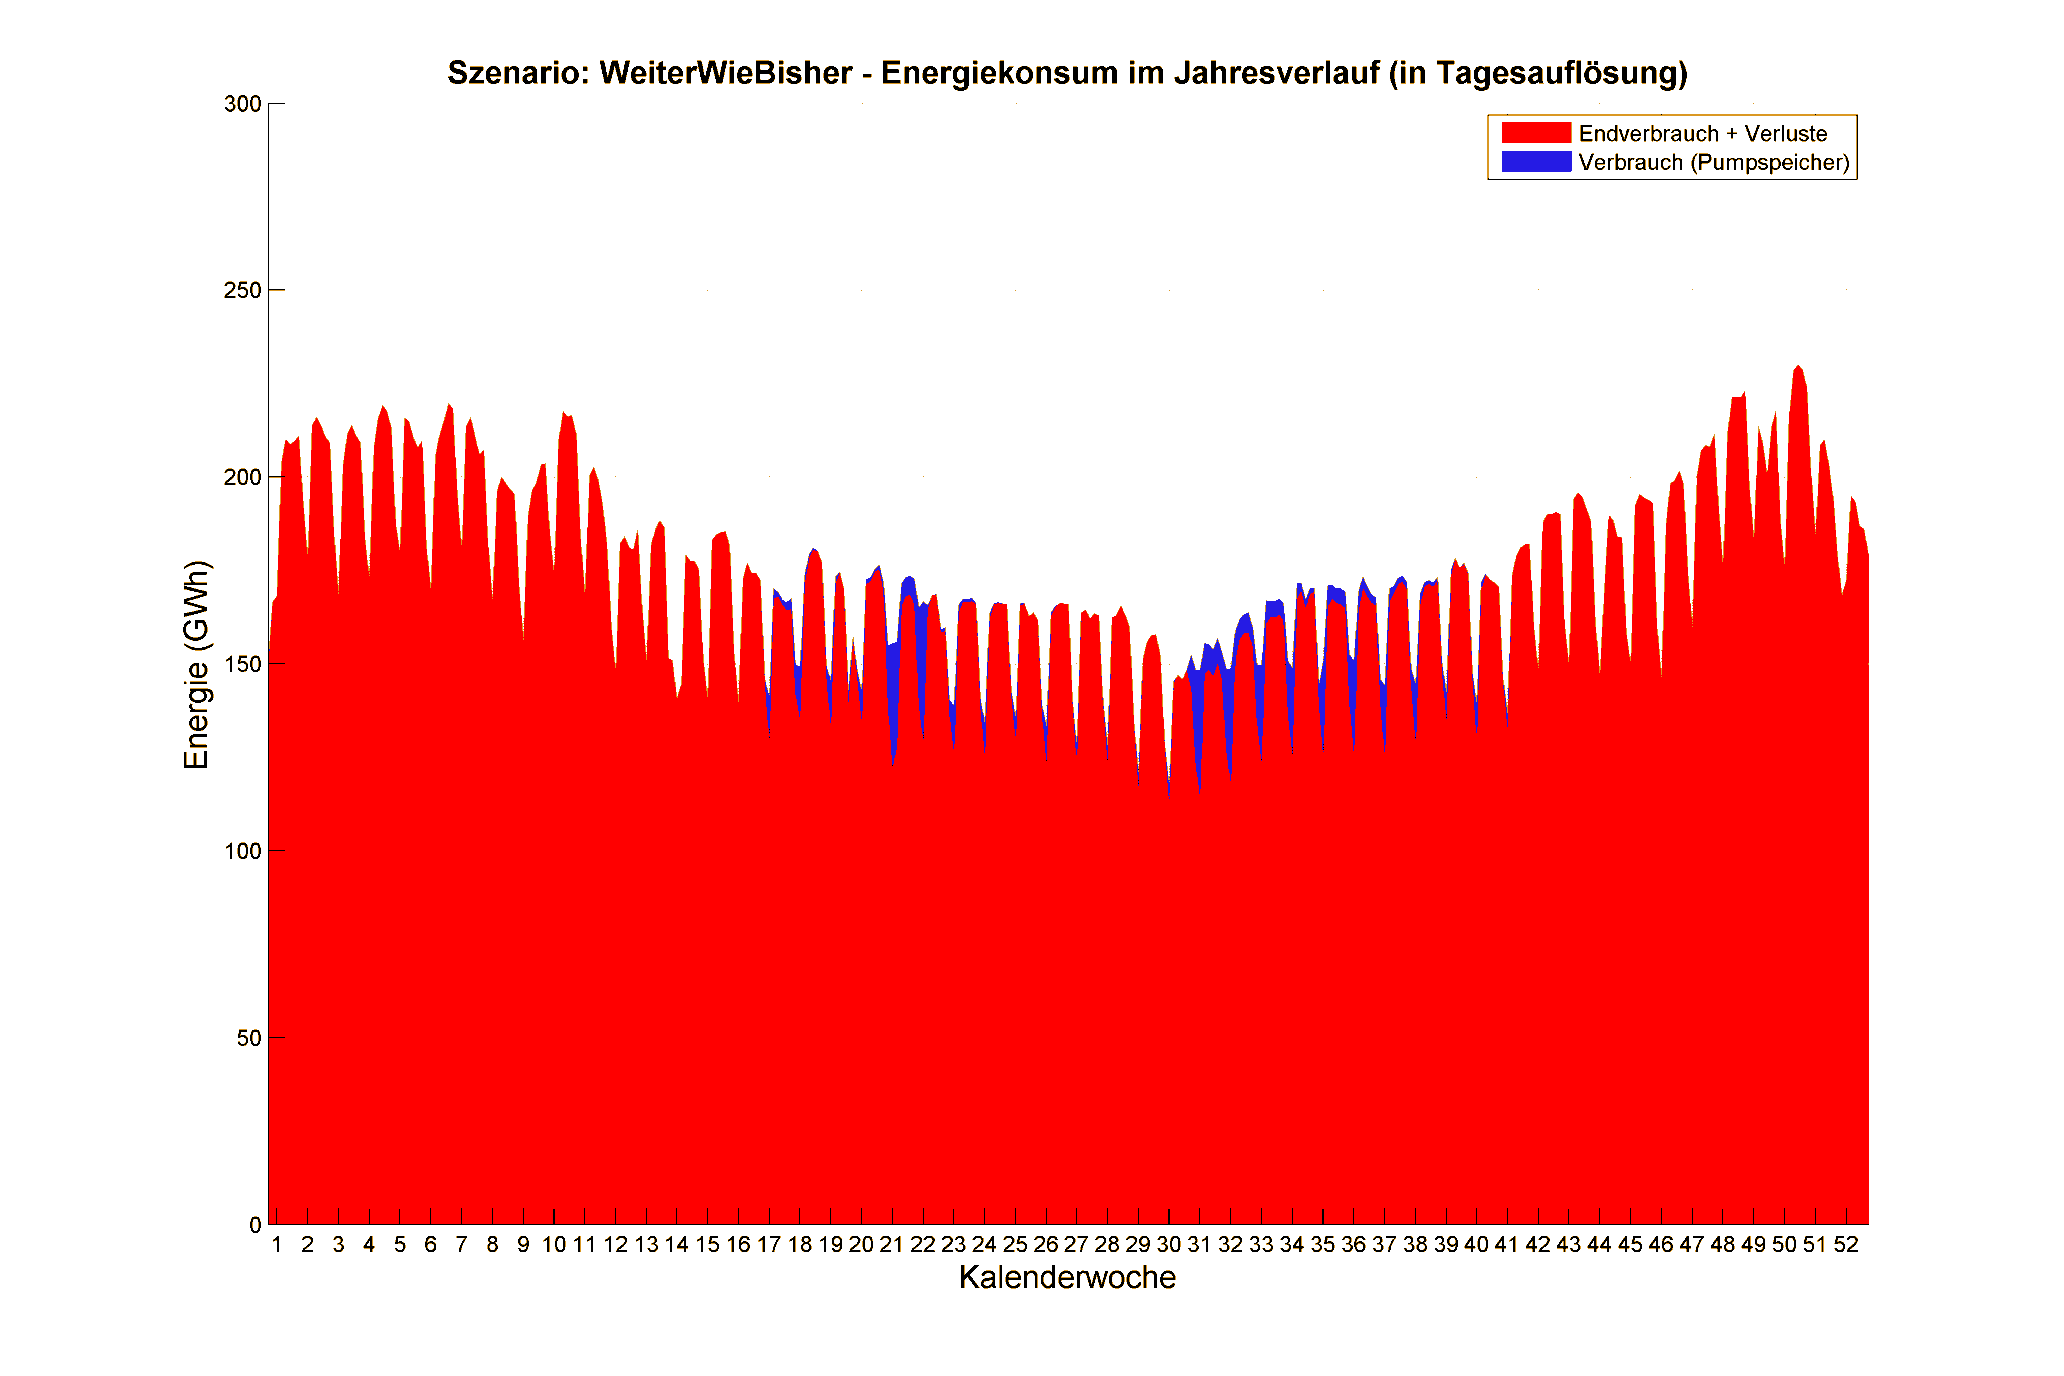 Szenario: WeiterWieBisher - Energiekonsum im Jahresverlauf (in Tagesauflösung)
300
Endverbrauch + Verluste
Verbrauch (Pumpspeicher)
250
200
150
100
50
0
Energie (GWh)
1 2 3 4 5 6 7 8 9 10 11 12 13 14 15 16 17 18 19 20 21 22 23 24 25 26 27 28 29 30 31 32 33 34 35 36 37 38 39 40 41 42 43 44 45 46 47 48 49 50 51 52
Kalenderwoche